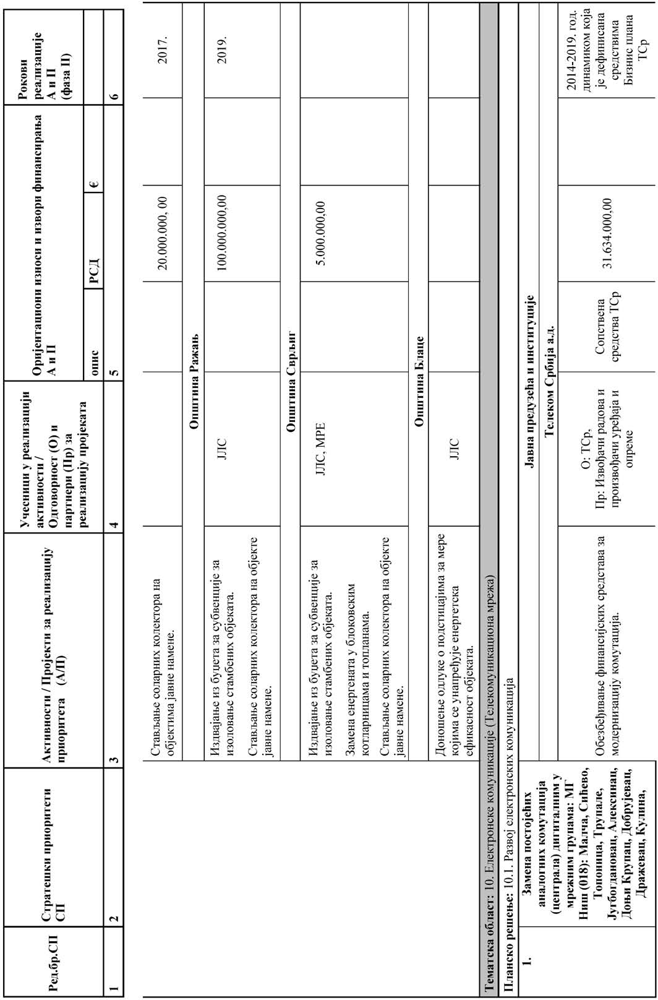 Ред.бр.СП
Стратешки приоритети
СП
Активности / Пројекти за реализацију
приоритета (А/П)
Учесници у реализацији
активности /
Одговорност (О) и
партнери (Пр) за
реализацију пројеката
Оријентациони износи и извори финансирања
А и П
опис
РСД
€
Рокови
реализације
А и П
(фаза II)
1
2
3
4
5
6
Стављање соларних колектора на
објектима јавне намене.
20.000.000, 00
2017.
Општина Ражањ
Издвајање из буџета за субвенције за
изоловање стамбених објеката.
Стављање соларних колектора на објекте
јавне намене.
ЈЛС
100.000.000,00
2019.
Општина Сврљиг
Издвајање из буџета за субвенције за
изоловање стамбених објеката.
Замена енергената у блоковским
котларницама и топланама.
Стављање соларних колектора на објекте
јавне намене.
ЈЛС, МРЕ
5.000.000,00
Општина Блаце
Доношење одлуке о подстицајима за мере
којима се унапређује енергетска
ефикасност објеката.
ЈЛС
Тематска област: 10. Електронске комуникације (Телекомуникациона мрежа)
Планско решење: 10.1. Развој електронских комуникација
1.
Замена постојећих
аналогних комутација
(централа) дигиталним у
мрежним групама: МГ
Ниш (018): Малча, Сићево,
Топоница, Трупале,
Југбогдановац, Алексинац,
Доњи Крупац, Добрујевац,
Дражевац, Кулина,
Јавна предузећа и институције
Телеком Србија а.д.
Обезбеђивање финансијских средстава за
модернизацију комутација.
О: ТСр,
Пр: Извођачи радова и
произвођачи уређаја и
опреме
Сопствена
средства ТСр
31.634.000,00
2014-2019. год.
динамиком која
је дефинисана
средствима
Бизнис плана
ТСр